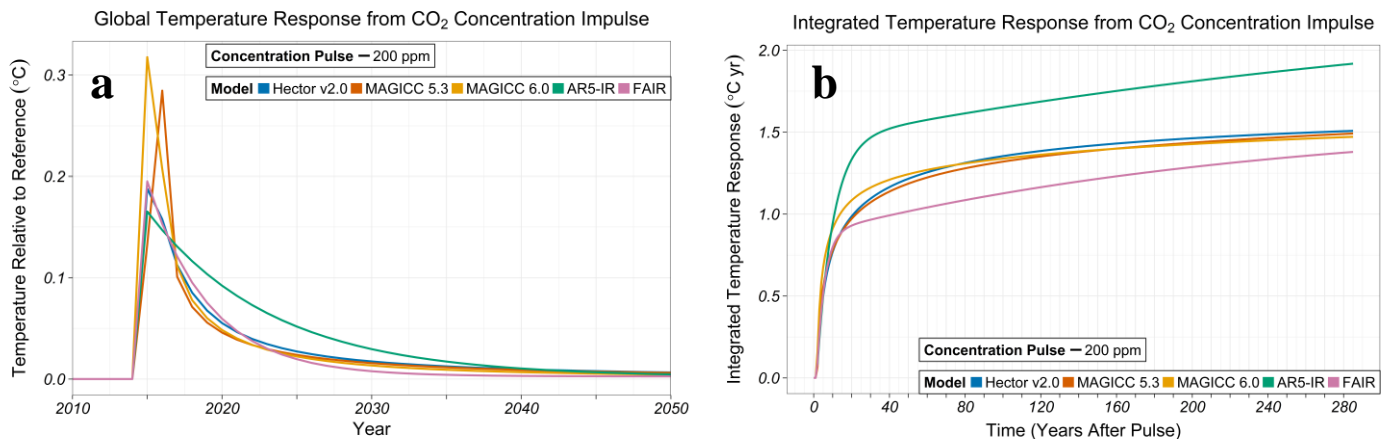 Global Temperature Response from CO2 Concentration Impulse
a
Concentration Pulse 200 ppm
Model Hector v2.0 MAGICC 5.3 MAGICC 6.0 AR5-IR FAIR
Temperature Relative to Reference (°C)
0.3
0.2
0.1
0.0
2010 2020 2030 2040 2050
Year
Integrated Temperature Response from CO2 Concentration Impulse
b
Integrated Temperature Response (°C yr)
2.0
1.5
1.0
0.5
0.0
Concentration Pulse 200 ppm
Model Hector v2.0 MAGICC 5.3 MAGICC 6.0 AR5-IR FAIR
0 40 80 120 160 200 240 280
Time (Years After Pulse)